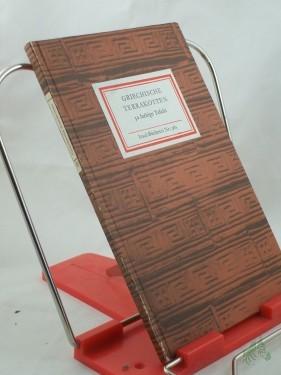 GRIECHISCHE
TERRAKOTTEN
32 farbige Tafeln
Insel-Bücherei Nr.